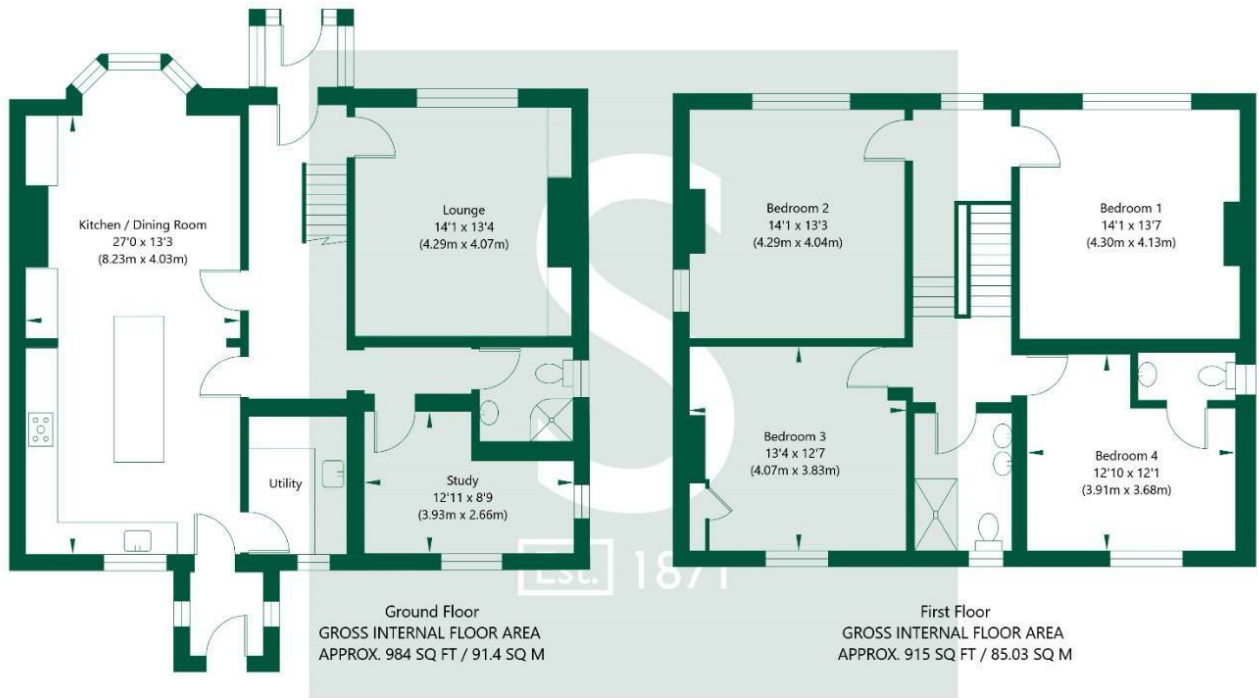 Kitchen / Dining Room
27'0 x 13'3
(8.23m x 4.03m)
Lounge
14'1 x 13'4
(4.29m x 4.07m)
Utility
Study
12'11 x 8'9
(3.93m x 2.66m)
Bedroom 2
14'1 x 13'3
(4.29m x 4.04m)
Bedroom 1
14'1 x 13'7
(4.30m x 4.13m)
Bedroom 3
13'4 x 12'7
(4.07m x 3.83m)
Bedroom 4
12'10 x 12'1
(3.91m x 3.68m)
S
Est. 1871
Ground Floor
GROSS INTERNAL FLOOR AREA
APPROX. 984 SQ FT / 91.4 SQ M
First Floor
GROSS INTERNAL FLOOR AREA
APPROX. 915 SQ FT / 85.03 SQ M